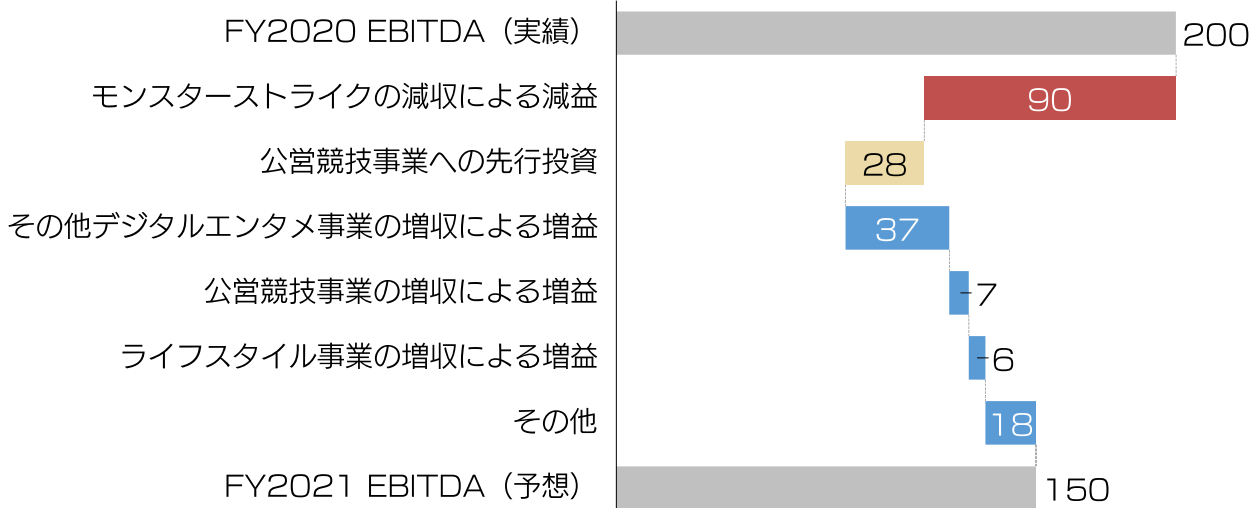 FY2020 EBITDA（実績） 200
モンスターストライクの減収による減益 90
公営競技事業への先行投資 28
その他デジタルエンタメ事業の増収による増益 37
公営競技事業の増収による増益 7
ライフスタイル事業の増収による増益 6
その他 18
FY2021 EBITDA（予想） 150